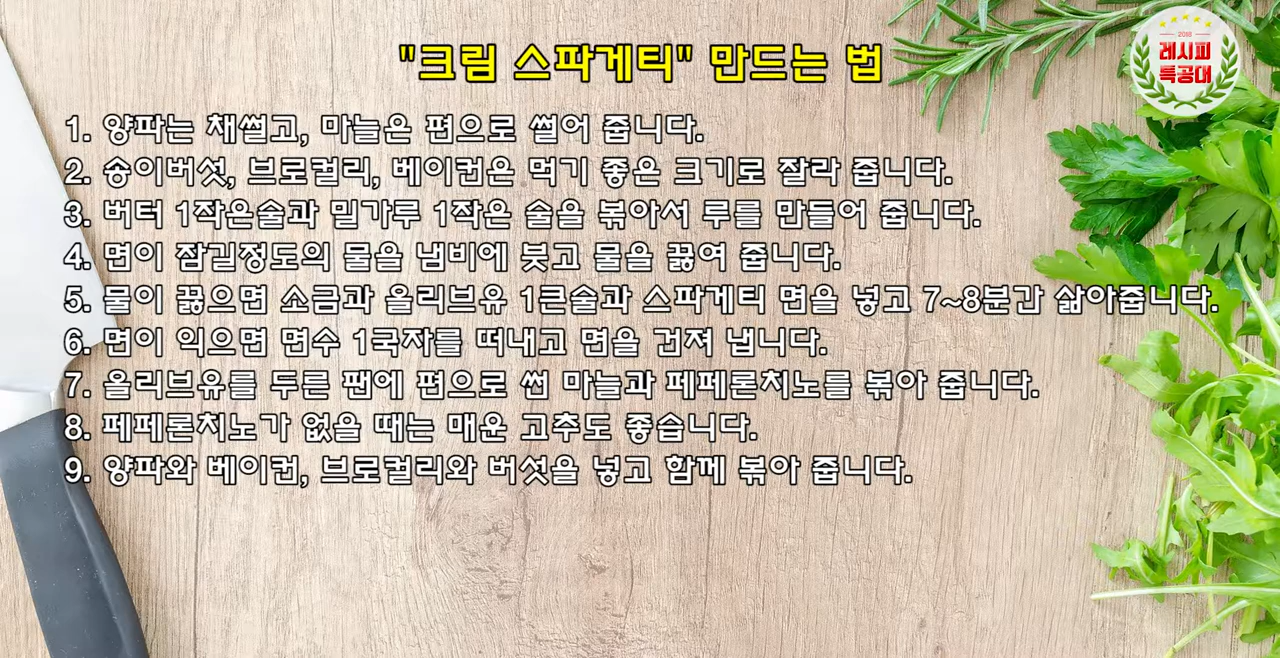 "크림 스파게티" 만드는 법
2018
레시피
특공대
1. 양파는 채썰고, 마늘은 편으로 썰어 줍니다.
2. 송이버섯, 브로컬리, 베이컨은 먹기 좋은 크기로 잘라 줍니다.
3. 버터 1작은술과 밀가루 1작은 술을 볶아서 루를 만들어 줍니다.
4. 면이 잠길정도의 물을 냄비에 붓고 물을 끓여 줍니다.
5. 물이 끓으면 소금과 올리브유 1큰술과 스파게티 면을 넣고 7~8분간 삶아줍니다.
6. 면이 익으면 면수 1국자를 떠내고 면을 건져 냅니다.
7. 올리브유를 두른 팬에 편으로 썬 마늘과 페페론치노를 볶아 줍니다.
8. 페페론치노가 없을 때는 매운 고추도 좋습니다.
9. 양파와 베이컨, 브로컬리와 버섯을 넣고 함께 볶아 줍니다.